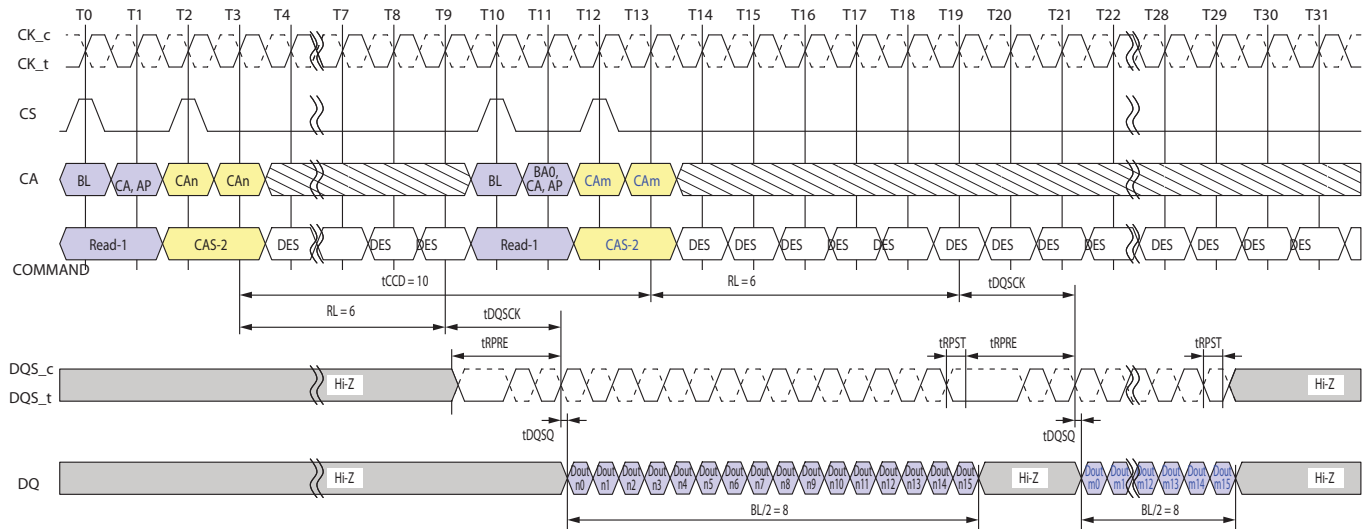 T0 T1 T2 T3 T4 T7 T8 T9 T10 T11 T12 T13 T14 T15 T16 T17 T18 T19 T20 T21 T22 T28 T29 T30 T31
CK_c
CK_t
CS
CA BL CA, AP CAn CAn BL BA0, CA, AP CAm CAm
Read-1 CAS-2 DES DES DES DES Read-1 CAS-2 DES DES DES DES DES DES DES DES DES DES DES DES DES
COMMAND
tCCD = 10 RL = 6 tDQSCK
RL = 6 tDQSCK
tRPRE tRPST tRPRE tRPST
DQS_c
DQS_t
Hi-Z Hi-Z
tDQSQ tDQSQ
DQ Hi-Z Dout n0 Dout n1 Dout n2 Dout n3 Dout n4 Dout n5 Dout n6 Dout n7 Dout n8 Dout n9 Dout n10 Dout n11 Dout n12 Dout n13 Dout n14 Dout n15 Hi-Z Dout m0 Dout m1 Dout m12 Dout m13 Dout m14 Dout m15 Hi-Z
BL/2 = 8 BL/2 = 8